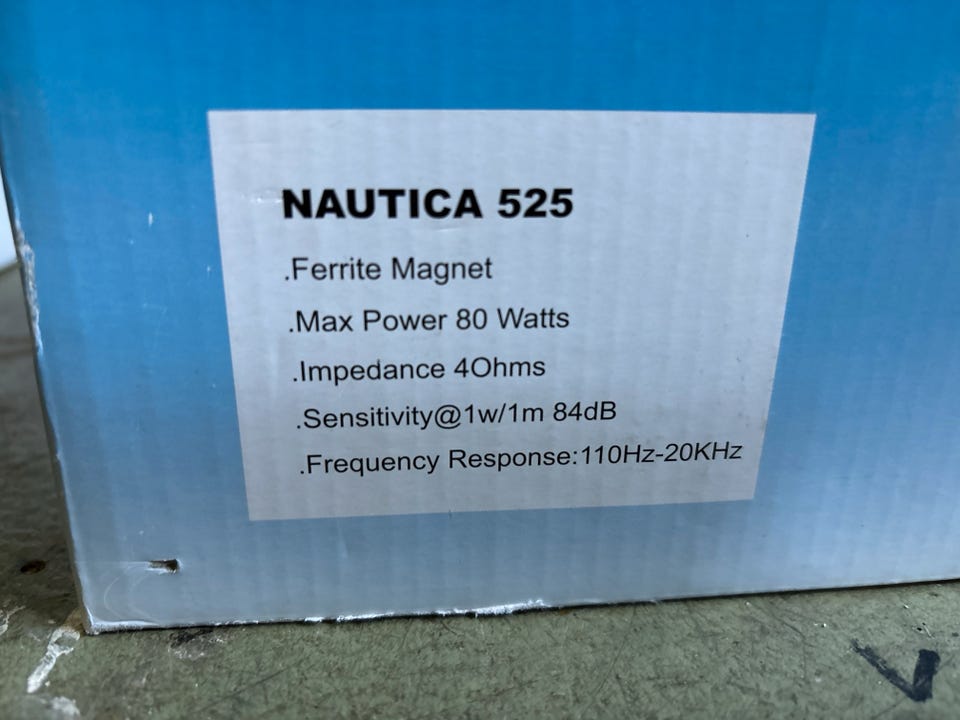 NAUTICA 525
.Ferrite Magnet
.Max Power 80 Watts
.Impedance 4Ohms
.Sensitivity@1w/1m 84dB
.Frequency Response:110Hz-20KHz
V